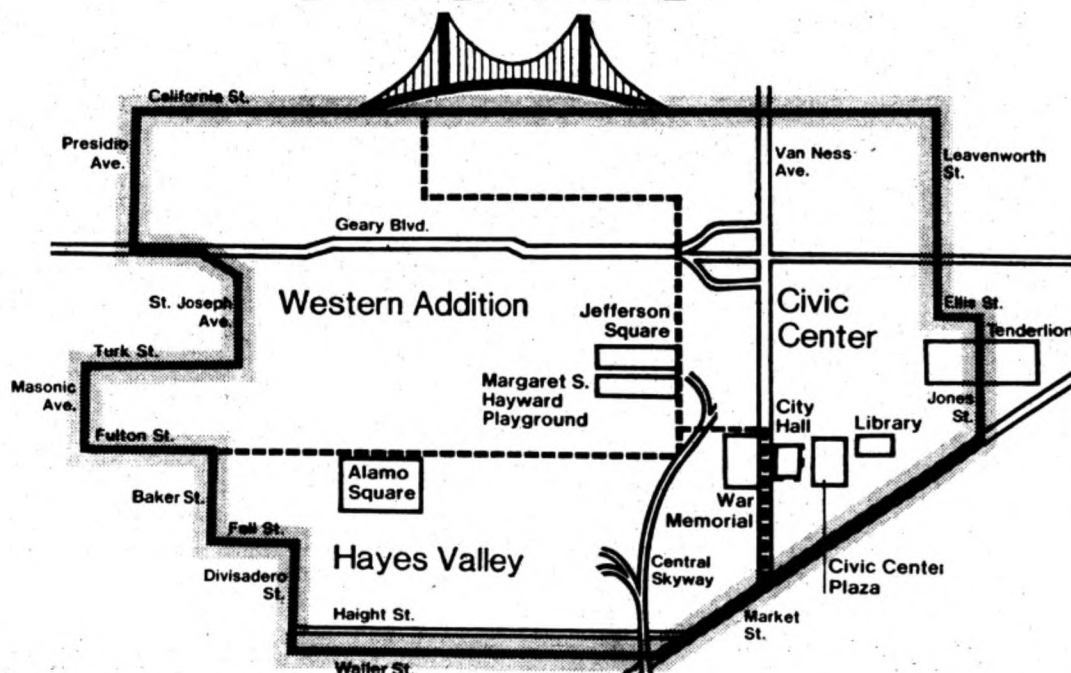 California St.
Presidio
Ave.
Van Ness
Ave.
Leavenworth
St.
Geary Blvd.
St. Joseph
Ave.
Western Addition
Jefferson
Square
Civic
Center
Ellis St.
Tenderlion
Turk St.
Masonic
Ave.
Margaret S.
Hayward
Playground
Jones
St.
City
Hall
Library
Fulton St.
Alamo
Square
Baker St.
War
Memorial
Fell St.
Hayes Valley
Central
Skyway
Civic Center
Plaza
Divisadero
St.
Haight St.
Market
St.
Waller St.